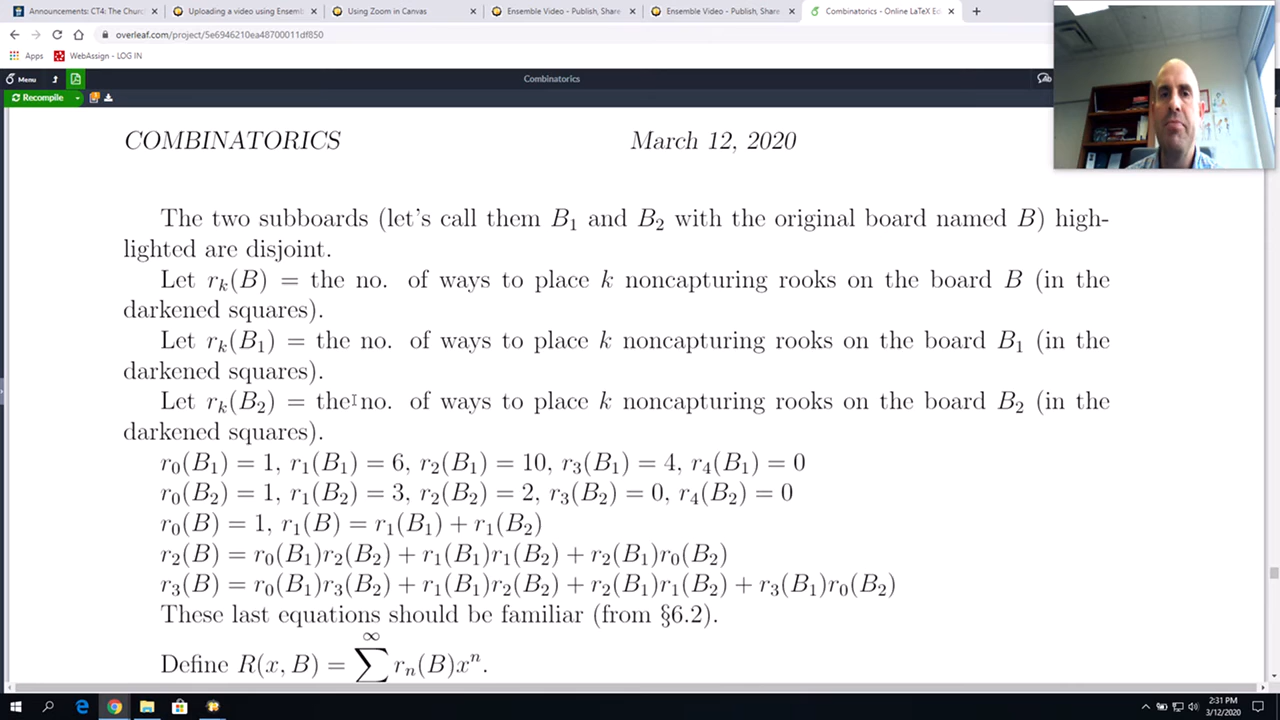 Announcements: CT4: The Churc
Uploading a video using Ensemb
Using Zoom in Canvas
Ensemble Video - Publish, Share
Ensemble Video - Publish, Share
Combinatorics - Online LaTeX Ed
overleaf.com/project/5e6946210ea48700011df850
Apps WebAssign - LOG IN
Menu
Combinatorics
Recompile
COMBINATORICS March 12, 2020
The two subboards (let's call them B₁ and B₂ with the original board named B) high-
lighted are disjoint.
Let rₖ(B) = the no. of ways to place k noncapturing rooks on the board B (in the
darkened squares).
Let rₖ(B₁) = the no. of ways to place k noncapturing rooks on the board B₁ (in the
darkened squares).
Let rₖ(B₂) = the no. of ways to place k noncapturing rooks on the board B₂ (in the
darkened squares).
r₀(B₁) = 1, r₁(B₁) = 6, r₂(B₁) = 10, r₃(B₁) = 4, r₄(B₁) = 0
r₀(B₂) = 1, r₁(B₂) = 3, r₂(B₂) = 2, r₃(B₂) = 0, r₄(B₂) = 0
r₀(B) = 1, r₁(B) = r₁(B₁) + r₁(B₂)
r₂(B) = r₀(B₁)r₂(B₂) + r₁(B₁)r₁(B₂) + r₂(B₁)r₀(B₂)
r₃(B) = r₀(B₁)r₃(B₂) + r₁(B₁)r₂(B₂) + r₂(B₁)r₁(B₂) + r₃(B₁)r₀(B₂)
These last equations should be familiar (from §6.2).
∞
Define R(x, B) = ∑ rₙ(B)xⁿ.
2:31 PM
3/12/2020